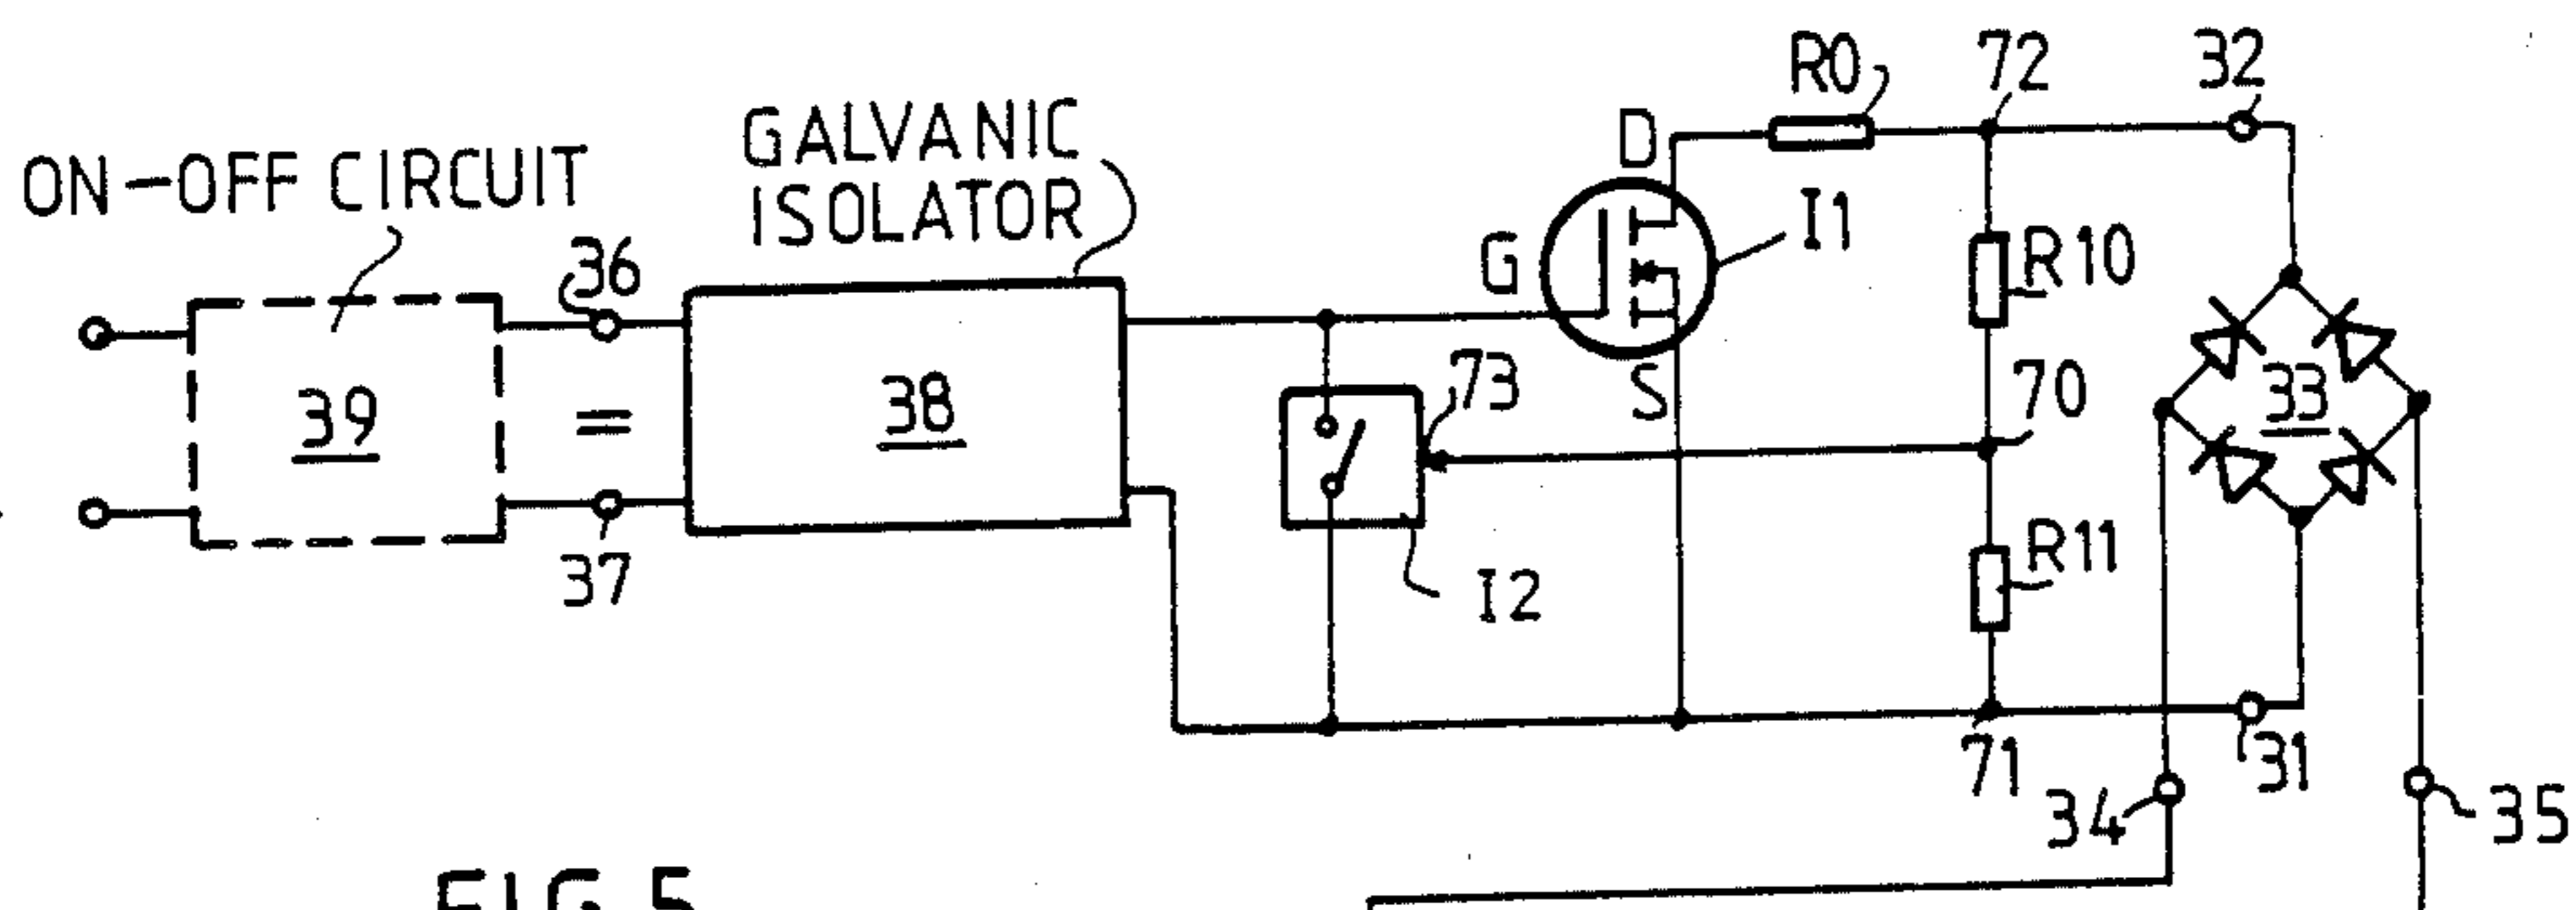 ON-OFF CIRCUIT
GALVANIC
ISOLATOR
R0
72
32
D
I1
G
S
36
37
39
=
38
73
I2
R10
70
R11
33
71
31
34
35
FIG.5